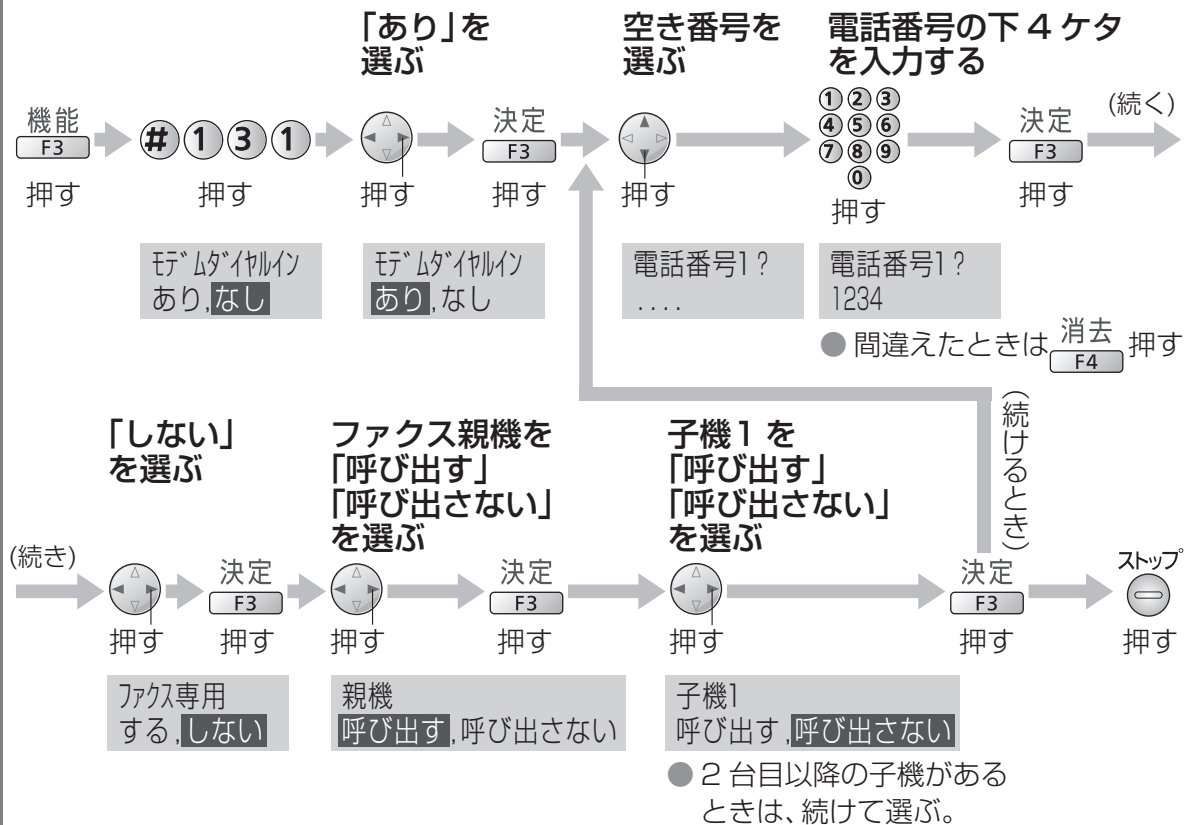 「あり」を
選ぶ
空き番号を
選ぶ
電話番号の下4ケタ
を入力する
機能
F3
押す
#131
押す
押す
決定
F3
押す
押す
1 2 3
4 5 6
7 8 9
0
押す
決定
F3
押す
(続く)
ﾓﾃﾞﾑﾀﾞｲﾔﾙｲﾝ
あり,なし
ﾓﾃﾞﾑﾀﾞｲﾔﾙｲﾝ
あり,なし
電話番号1?
....
電話番号1?
1234
● 間違えたときは 消去 F4 押す
(続けるとき)
「しない」
を選ぶ
ファクス親機を
「呼び出す」
「呼び出さない」
を選ぶ
子機1を
「呼び出す」
「呼び出さない」
を選ぶ
(続き)
押す
決定
F3
押す
押す
決定
F3
押す
押す
決定
F3
押す
ストップ
押す
ﾌｧｸｽ専用
する,しない
親機
呼び出す,呼び出さない
子機1
呼び出す,呼び出さない
● 2台目以降の子機がある
ときは、続けて選ぶ。